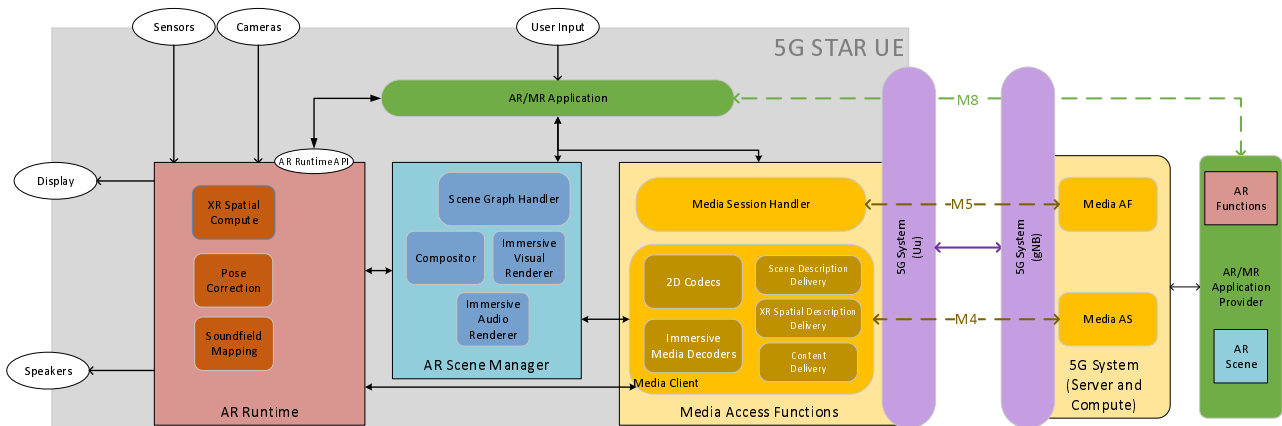 Sensors
Cameras
User Input
5G STAR UE
AR/MR Application
M8
AR Runtime API
Display
XR Spatial
Compute
Pose
Correction
Soundfield
Mapping
Speakers
AR Runtime
Scene Graph Handler
Compositor
Immersive
Visual
Renderer
Immersive
Audio
Renderer
AR Scene Manager
Media Session Handler
2D Codecs
Immersive
Media Decoders
Scene Description
Delivery
XR Spatial Description
Delivery
Content
Delivery
Media Client
Media Access Functions
5G System
(Uu)
M5
M4
5G System
(gNB)
Media AF
Media AS
5G System
(Server and
Compute)
AR
Functions
AR/MR
Application
Provider
AR
Scene